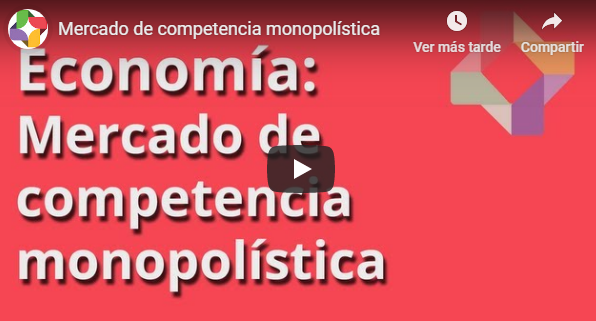 Mercado de competencia monopolística
Ver más tarde
Compartir
Economía:
Mercado de
competencia
monopolística